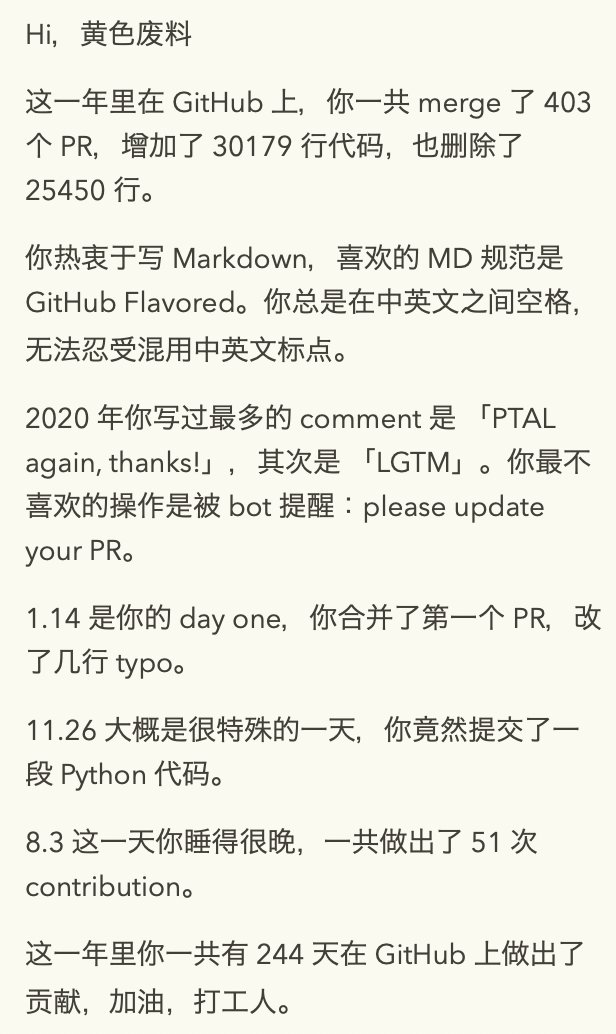 Hi，黄色废料
这一年里在 GitHub 上，你一共 merge 了 403
个 PR，增加了 30179 行代码，也删除了
25450 行。
你热衷于写 Markdown，喜欢的 MD 规范是
GitHub Flavored。你总是在中英文之间空格，
无法忍受混用中英文标点。
2020 年你写过最多的 comment 是 「PTAL
again, thanks!」，其次是 「LGTM」。你最不
喜欢的操作是被 bot 提醒：please update
your PR。
1.14 是你的 day one，你合并了第一个 PR，改
了几行 typo。
11.26 大概是很特殊的一天，你竟然提交了一
段 Python 代码。
8.3 这一天你睡得很晚，一共做出了 51 次
contribution。
这一年里你一共有 244 天在 GitHub 上做出了
贡献，加油，打工人。